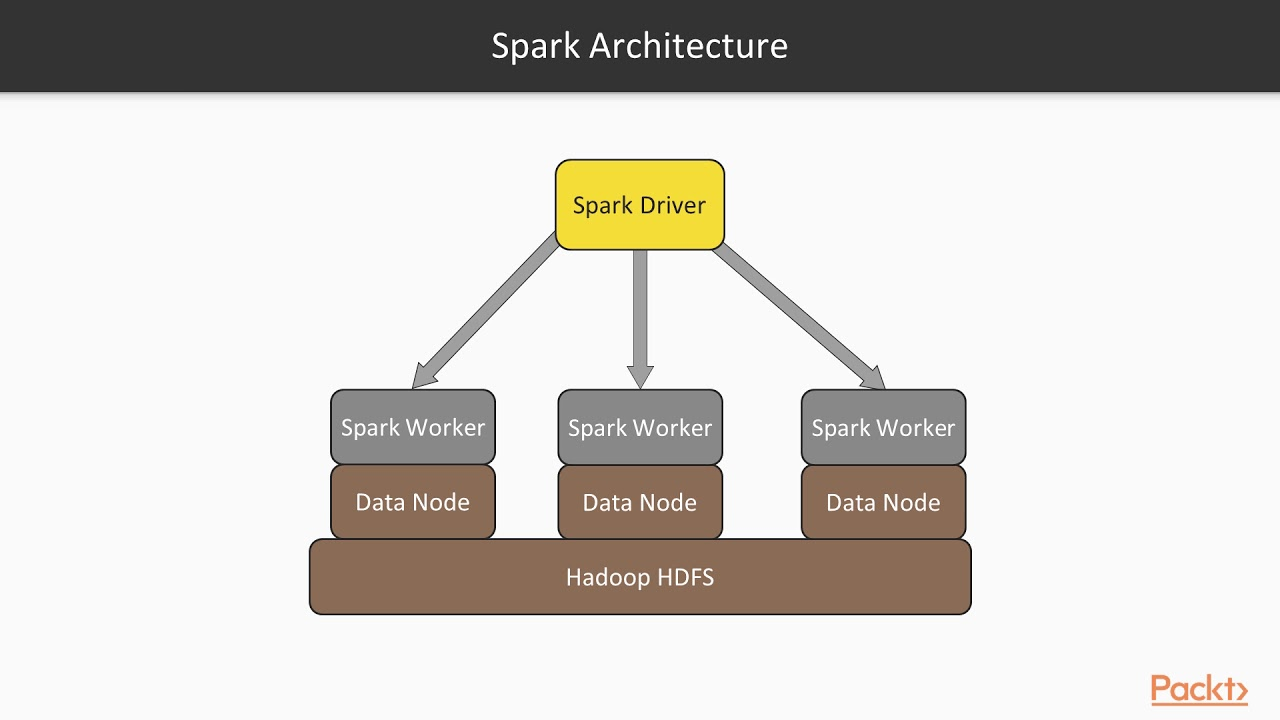 Spark Architecture
Spark Driver
Spark Worker
Spark Worker
Spark Worker
Data Node
Data Node
Data Node
Hadoop HDFS
Packt